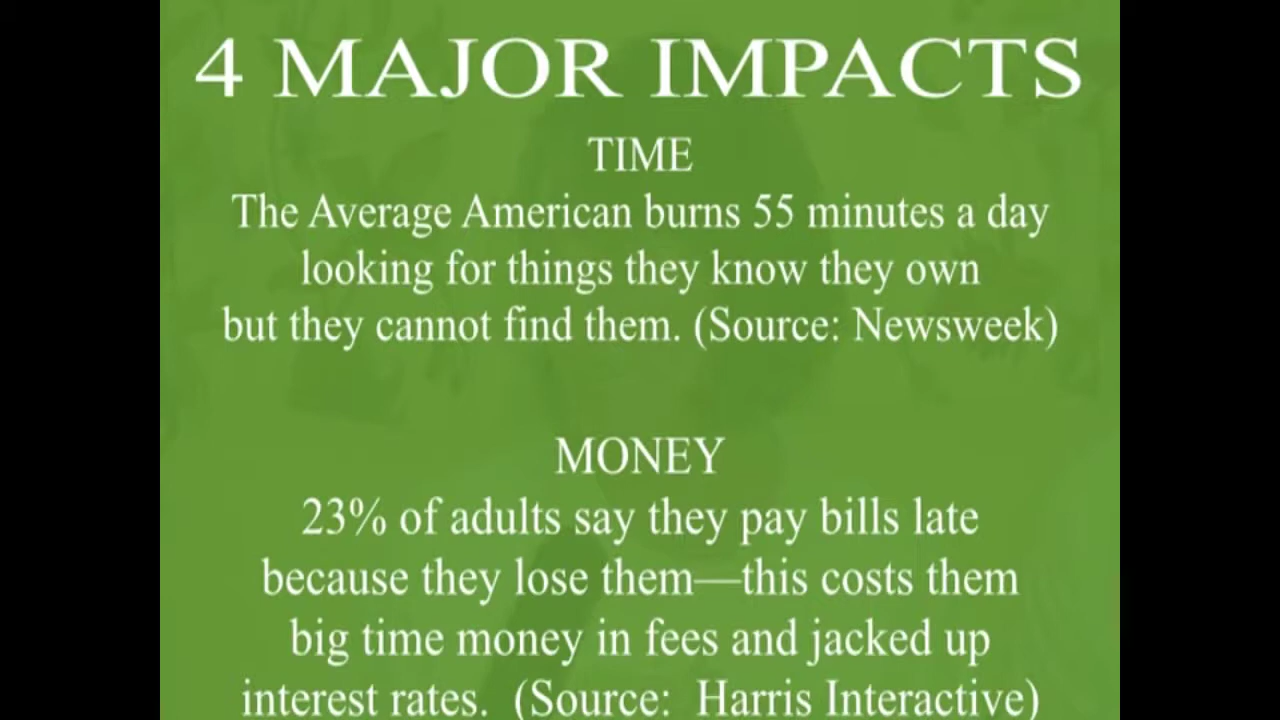 4 MAJOR IMPACTS
TIME
The Average American burns 55 minutes a day
looking for things they know they own
but they cannot find them. (Source: Newsweek)
MONEY
23% of adults say they pay bills late
because they lose them—this costs them
big time money in fees and jacked up
interest rates.  (Source:  Harris Interactive)